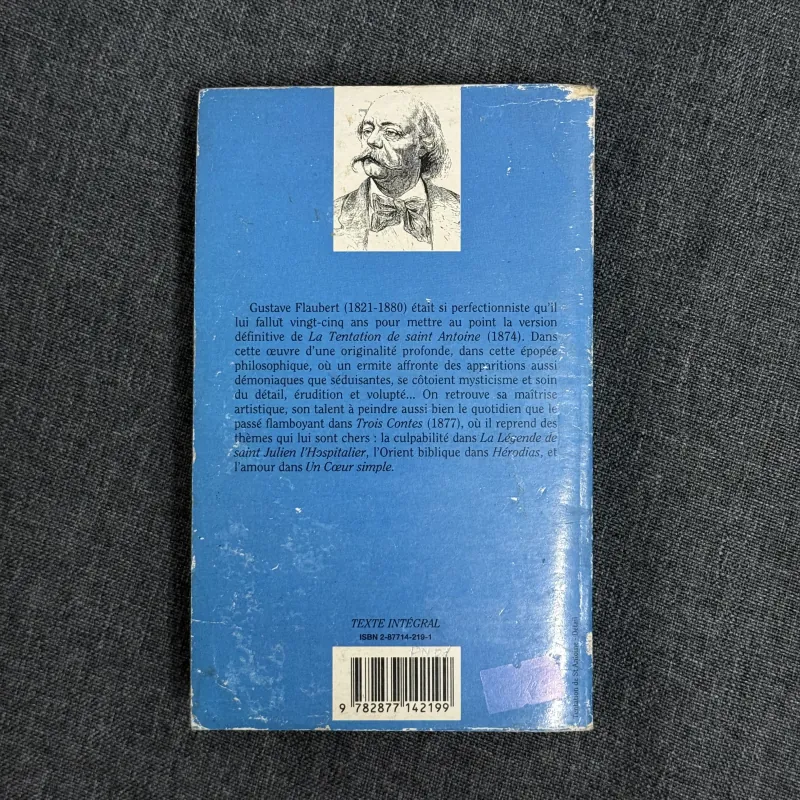 Gustave Flaubert (1821-1880) était si perfectionniste qu'il
lui fallut vingt-cinq ans pour mettre au point la version
définitive de La Tentation de saint Antoine (1874). Dans
cette œuvre d'une originalité profonde, dans cette épopée
philosophique, où un ermite affronte des apparitions aussi
démoniaques que séduisantes, se côtoient mysticisme et soin
du détail, érudition et volupté... On retrouve sa maîtrise
artistique, son talent à peindre aussi bien le quotidien que le
passé flamboyant dans Trois Contes (1877), où il reprend des
thèmes qui lui sont chers : la culpabilité dans La Légende de
saint Julien l'Hospitalier, l'Orient biblique dans Hérodias, et
l'amour dans Un Cœur simple.
TEXTE INTÉGRAL
ISBN 2-87714-219-1
9 782877 142199
de St Antoine